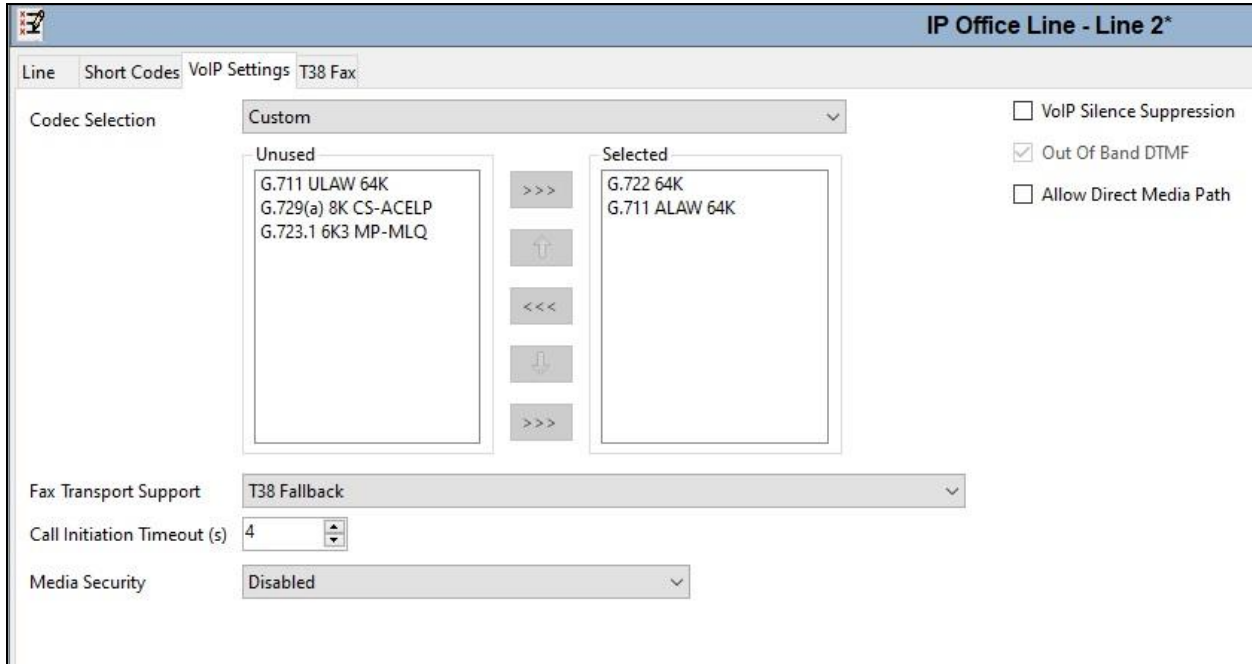 IP Office Line - Line 2*
Line Short Codes VoIP Settings T38 Fax
Codec Selection Custom
VoIP Silence Suppression
Out Of Band DTMF
Allow Direct Media Path
Unused
G.711 ULAW 64K
G.729(a) 8K CS-ACELP
G.723.1 6K3 MP-MLQ
>>>
<<<
>>>
Selected
G.722 64K
G.711 ALAW 64K
Fax Transport Support T38 Fallback
Call Initiation Timeout (s) 4
Media Security Disabled